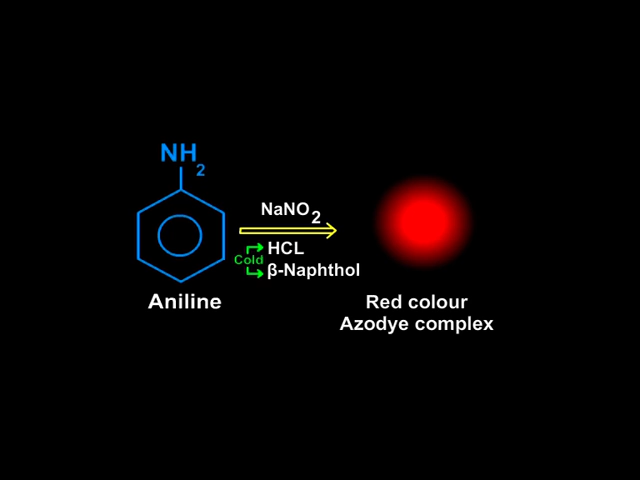 NH2
NaNO2
HCL
Cold
β-Naphthol
Aniline
Red colour
Azodye complex